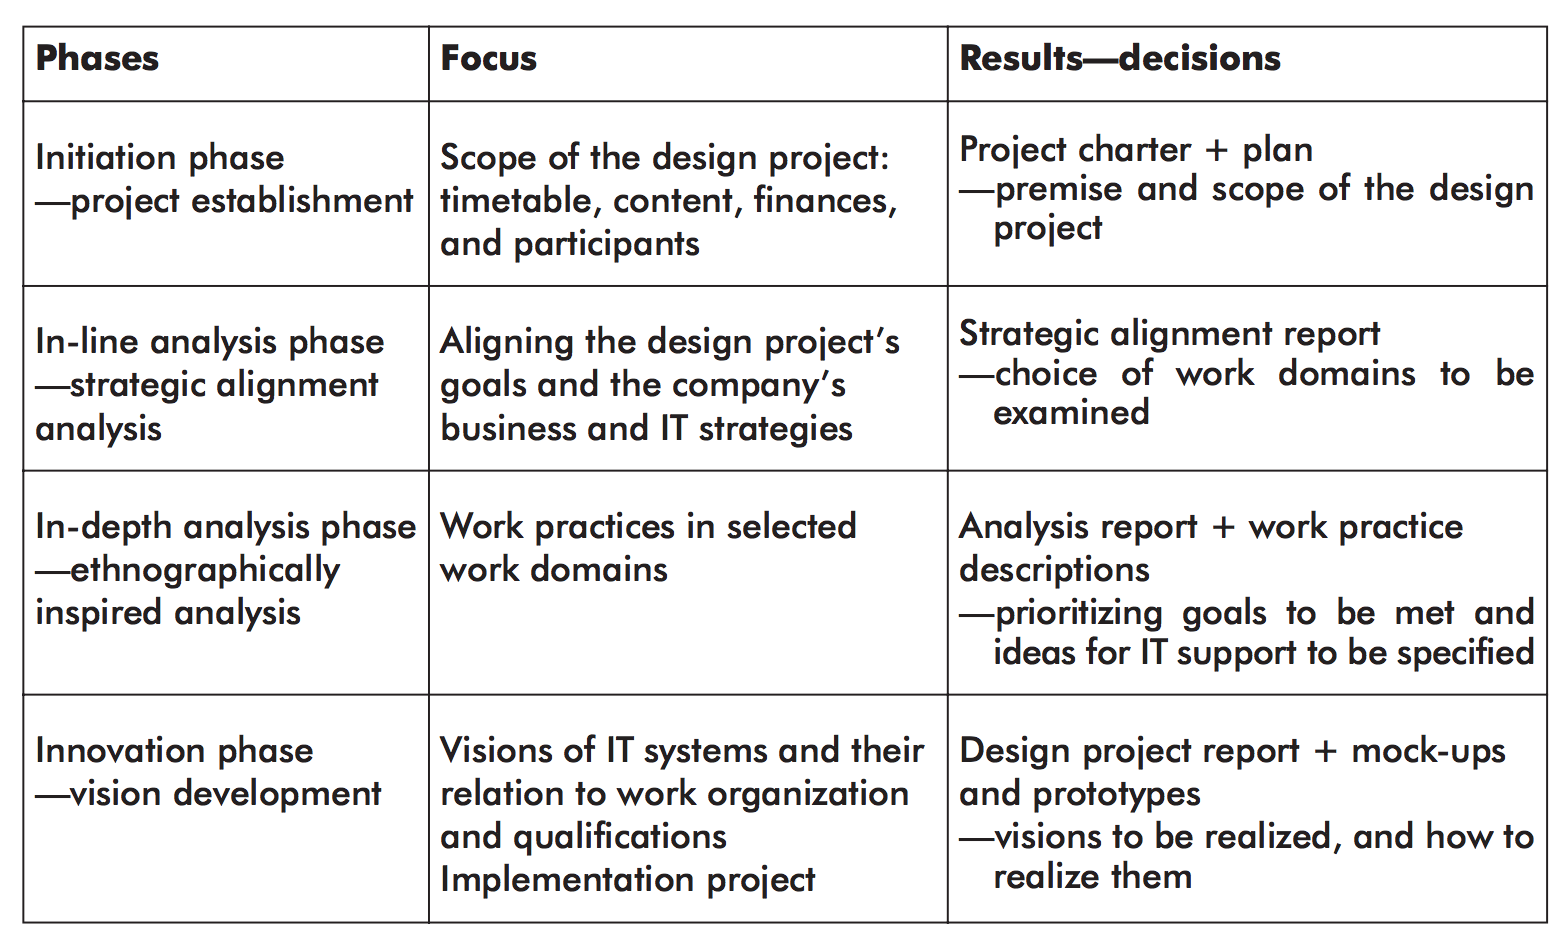 Phases
Focus
Results—decisions
Initiation phase
—project establishment
Scope of the design project:
timetable, content, finances,
and participants
Project charter + plan
—premise and scope of the design
project
In-line analysis phase
—strategic alignment
analysis
Aligning the design project’s
goals and the company’s
business and IT strategies
Strategic alignment report
—choice of work domains to be
examined
In-depth analysis phase
—ethnographically
inspired analysis
Work practices in selected
work domains
Analysis report + work practice
descriptions
—prioritizing goals to be met and
ideas for IT support to be specified
Innovation phase
—vision development
Visions of IT systems and their
relation to work organization
and qualifications
Implementation project
Design project report + mock-ups
and prototypes
—visions to be realized, and how to
realize them